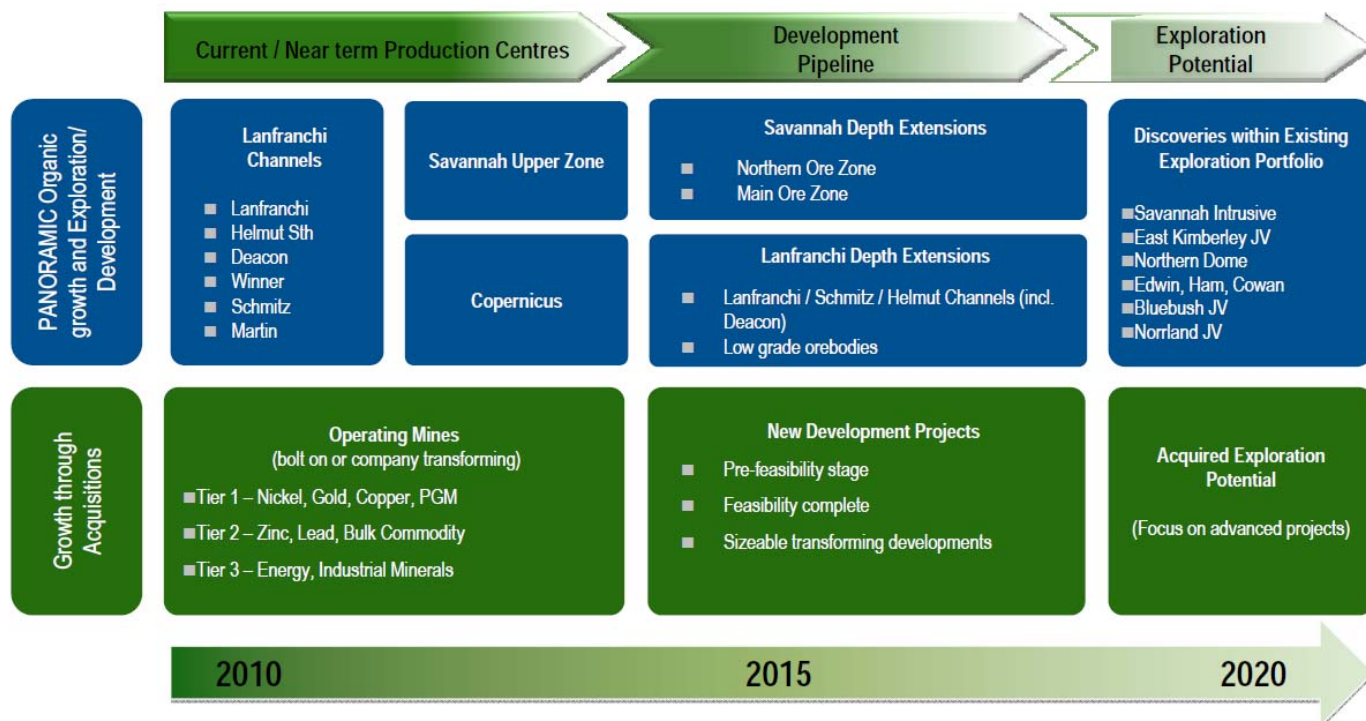 Current / Near term Production Centres
Development
Pipeline
Exploration
Potential
PANORAMIC Organic
growth and Exploration/
Development
Lanfranchi
Channels
Lanfranchi
Helmut Sth
Deacon
Winner
Schmitz
Martin
Savannah Upper Zone
Copernicus
Savannah Depth Extensions
Northern Ore Zone
Main Ore Zone
Lanfranchi Depth Extensions
Lanfranchi / Schmitz / Helmut Channels (incl.
Deacon)
Low grade orebodies
Discoveries within Existing
Exploration Portfolio
Savannah Intrusive
East Kimberley JV
Northern Dome
Edwin, Ham, Cowan
Bluebush JV
Norrland JV
Growth through
Acquisitions
Operating Mines
(bolt on or company transforming)
Tier 1 – Nickel, Gold, Copper, PGM
Tier 2 – Zinc, Lead, Bulk Commodity
Tier 3 – Energy, Industrial Minerals
New Development Projects
Pre-feasibility stage
Feasibility complete
Sizeable transforming developments
Acquired Exploration
Potential
(Focus on advanced projects)
2010
2015
2020